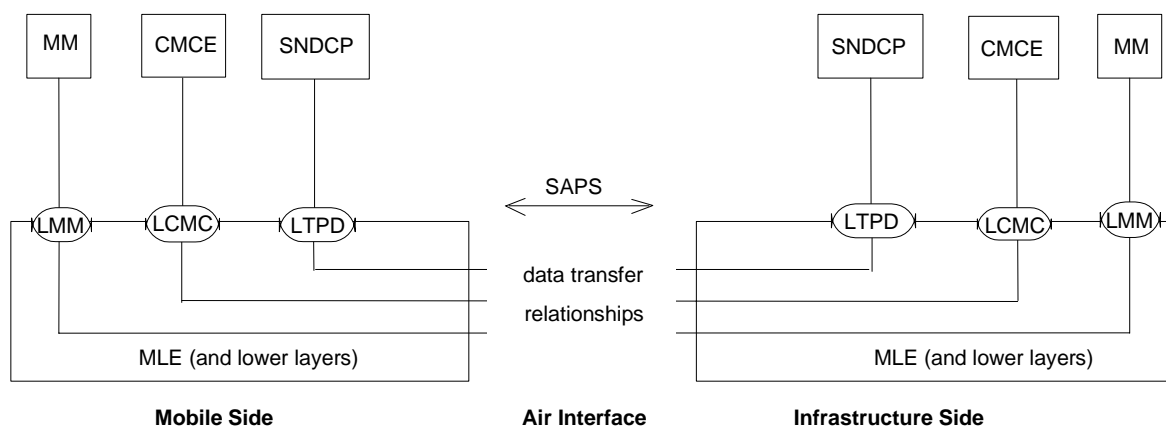 MM CMCE SNDCP SNDCP CMCE MM
SAPS
LMM LCMC LTPD LTPD LCMC LMM
data transfer
relationships
MLE (and lower layers) MLE (and lower layers)
Mobile Side Air Interface Infrastructure Side